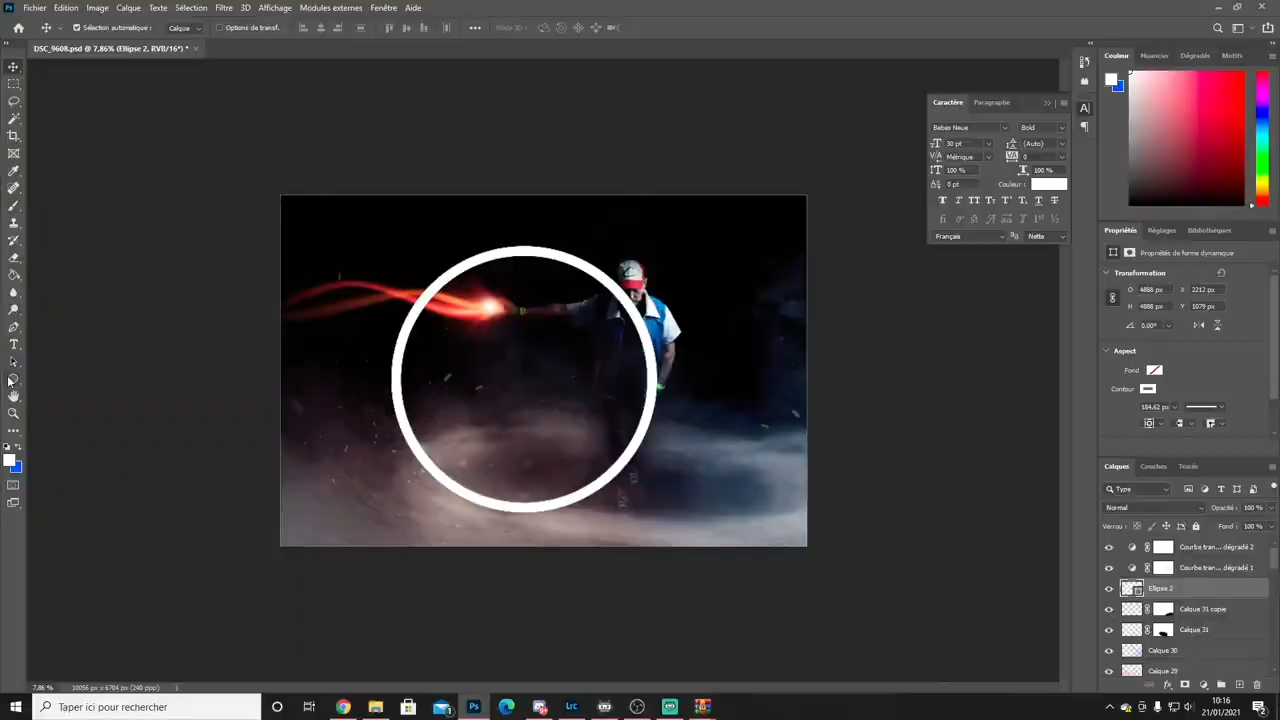 Ps Fichier Edition Image Calque Texte Sélection Filtre 3D Affichage Modules externes Fenêtre Aide
Sélection automatique : Calque Options de transf. Mode 3D :
DSC_9608.psd @ 7,86% (Ellipse 2, RVB/16*) *
Couleur Nuancier Dégradés Motifs
Caractère Paragraphe
Bebas Neue Bold
30 pt (Auto)
Métrique 0
100 % 100 %
0 pt Couleur :
Français Nette
Propriétés Réglages Bibliothèques
Propriétés de forme dynamique
Transformation
4888 px X 2212 px
H 4888 px Y 1079 px
0.00°
Aspect
Fond
Contour
184,62 px
Calques Couches Tracés
Type
Normal Opacité : 100 %
Verrou : Fond : 100 %
Courbe tran... dégradé 2
Courbe tran... dégradé 1
Ellipse 2
Calque 31 copie
Calque 31
Calque 30
Calque 29
7,86 % 10056 px x 6704 px (240 ppp)
Taper ici pour rechercher
Ps
Lrc
10:16
21/01/2021